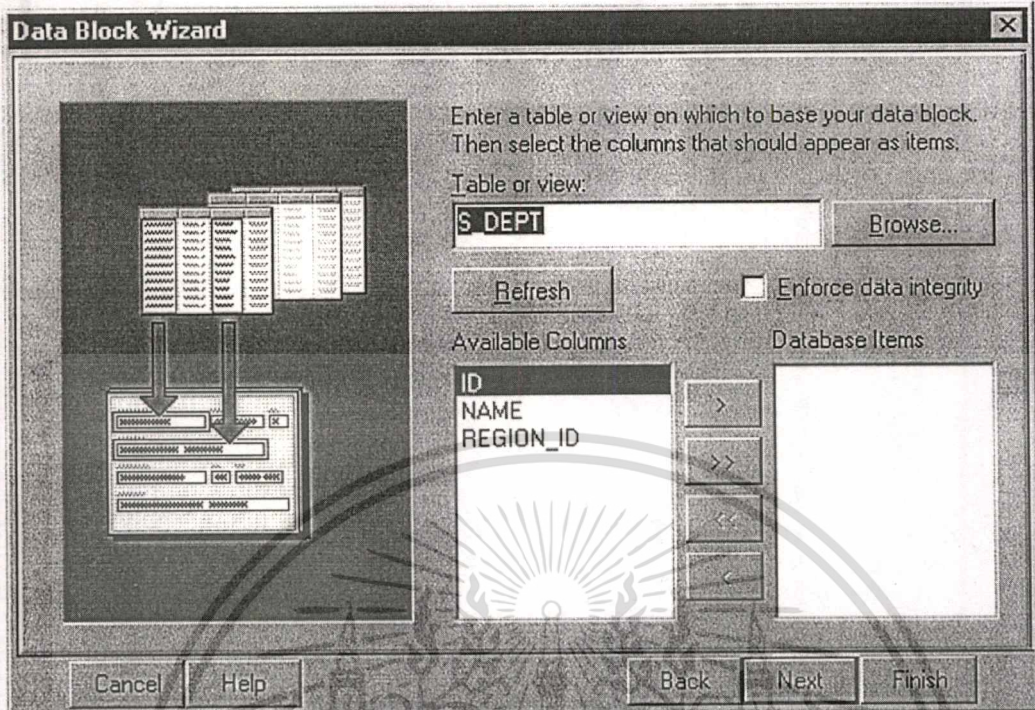 Data Block Wizard
Enter a table or view on which to base your data block.
Then select the columns that should appear as items.
Table or view:
S_DEPT
Browse...
Refresh
Enforce data integrity
Available Columns
Database Items
ID
NAME
REGION_ID
>
>>
<<
<
Cancel
Help
Back
Next
Finish